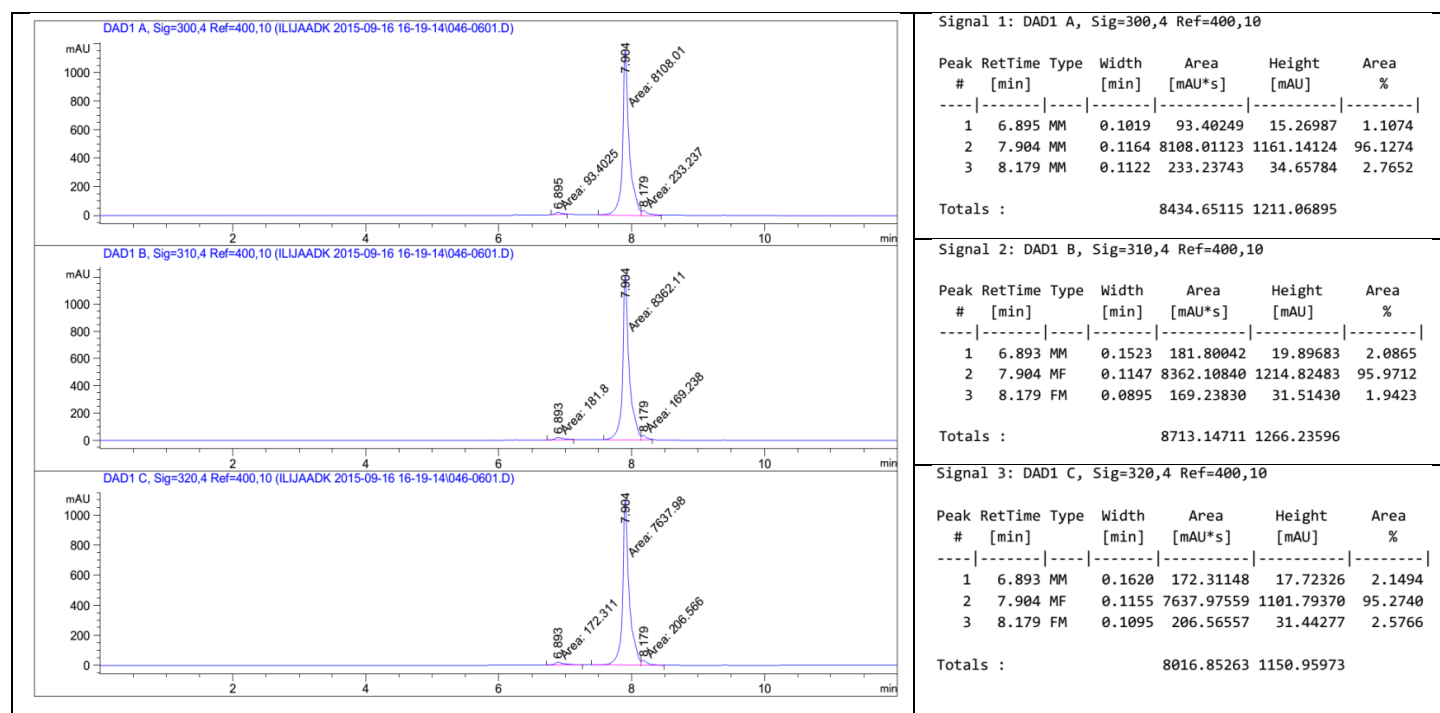 DAD1 A, Sig=300,4 Ref=400,10 (ILIJAADK 2015-09-16 16-19-14\046-0601.D)
mAU
1000
800
600
400
200
0
6.895
Area: 93.4025
7.904
Area: 8108.01
8.179
Area: 233.237
2 4 6 8 10 min
Signal 1: DAD1 A, Sig=300,4 Ref=400,10
Peak RetTime Type Width Area Height Area
# [min] [min] [mAU*s] [mAU] %
----|-------|----|-------|----------|----------|--------|
1 6.895 MM 0.1019 93.40249 15.26987 1.1074
2 7.904 MM 0.1164 8108.01123 1161.14124 96.1274
3 8.179 MM 0.1122 233.23743 34.65784 2.7652
Totals : 8434.65115 1211.06895
DAD1 B, Sig=310,4 Ref=400,10 (ILIJAADK 2015-09-16 16-19-14\046-0601.D)
mAU
1000
800
600
400
200
0
6.893
Area: 181.8
7.904
Area: 8362.11
8.179
Area: 169.238
2 4 6 8 10 min
Signal 2: DAD1 B, Sig=310,4 Ref=400,10
Peak RetTime Type Width Area Height Area
# [min] [min] [mAU*s] [mAU] %
----|-------|----|-------|----------|----------|--------|
1 6.893 MM 0.1523 181.80042 19.89683 2.0865
2 7.904 MF 0.1147 8362.10840 1214.82483 95.9712
3 8.179 FM 0.0895 169.23830 31.51430 1.9423
Totals : 8713.14711 1266.23596
DAD1 C, Sig=320,4 Ref=400,10 (ILIJAADK 2015-09-16 16-19-14\046-0601.D)
mAU
1000
800
600
400
200
0
6.893
Area: 172.311
7.904
Area: 7637.98
8.179
Area: 206.566
2 4 6 8 10 min
Signal 3: DAD1 C, Sig=320,4 Ref=400,10
Peak RetTime Type Width Area Height Area
# [min] [min] [mAU*s] [mAU] %
----|-------|----|-------|----------|----------|--------|
1 6.893 MM 0.1620 172.31148 17.72326 2.1494
2 7.904 MF 0.1155 7637.97559 1101.79370 95.2740
3 8.179 FM 0.1095 206.56557 31.44277 2.5766
Totals : 8016.85263 1150.95973